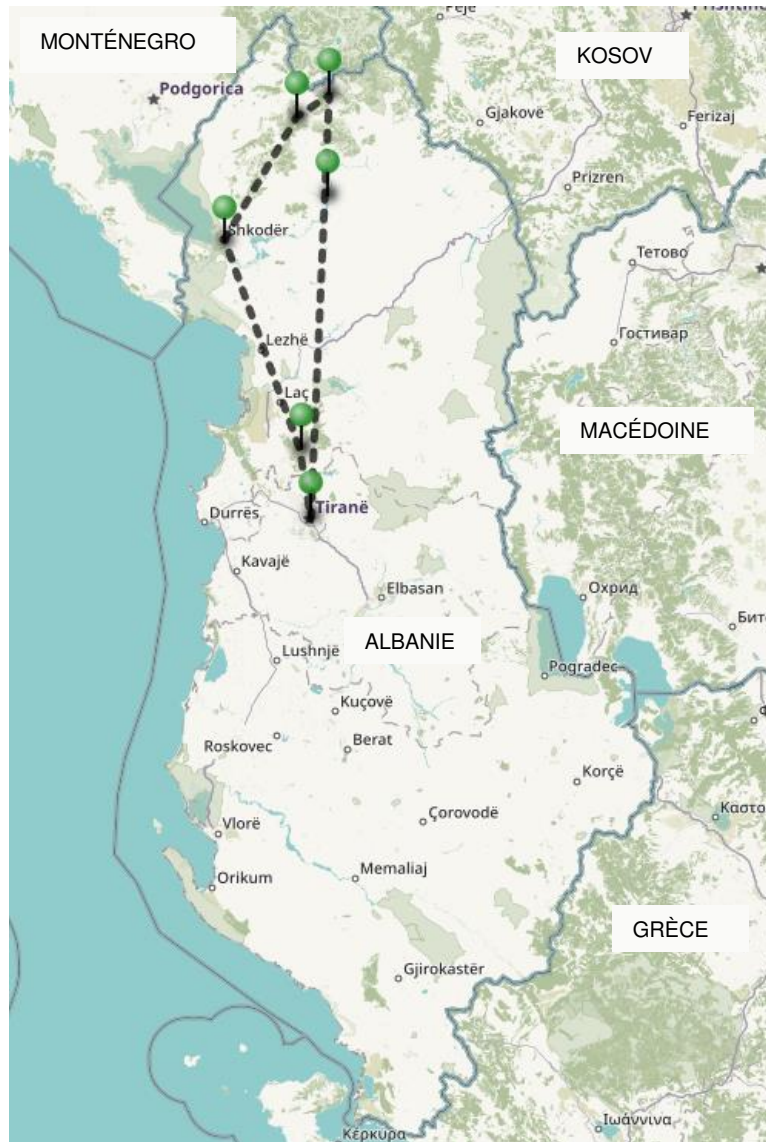 Pejë
MONTÉNEGRO
KOSOV
Podgorica
Gjakovë
Ferizaj
Prizren
Shkodër
Тетово
Lezhë
Гостивар
Laç
MACÉDOINE
Tiranë
Durrës
Kavajë
Elbasan
Охрид
ALBANIE
Lushnjë
Pogradec
Kuçovë
Roskovec
Berat
Korçë
Çorovodë
Vlorë
Memaliaj
Orikum
GRÈCE
Gjirokastër
Ιωάννινα
Κέρκυρα